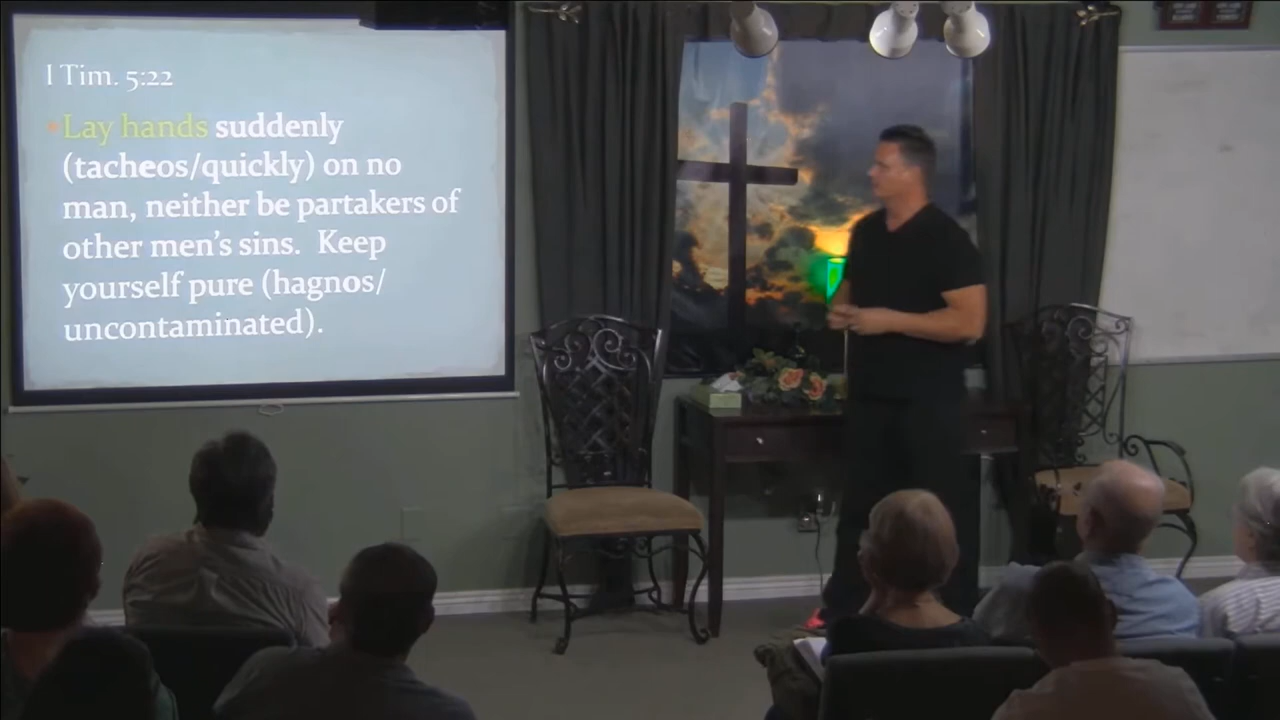 1 Tim. 5:22
Lay hands suddenly
(tacheos/quickly) on no
man, neither be partakers of
other men's sins.  Keep
yourself pure (hagnos/
uncontaminated).